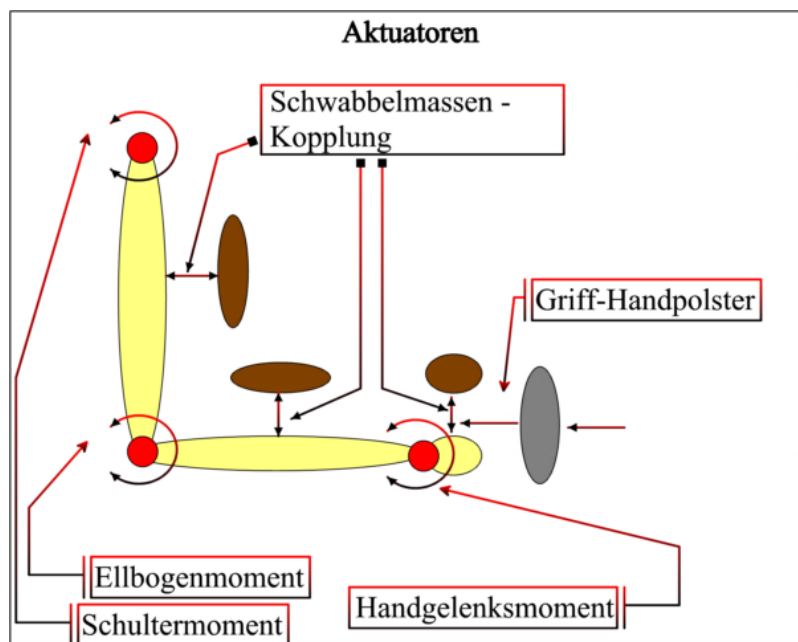 Aktuatoren
Schwabbelmassen -
Kopplung
Griff-Handpolster
Ellbogenmoment
Handgelenksmoment
Schultermoment